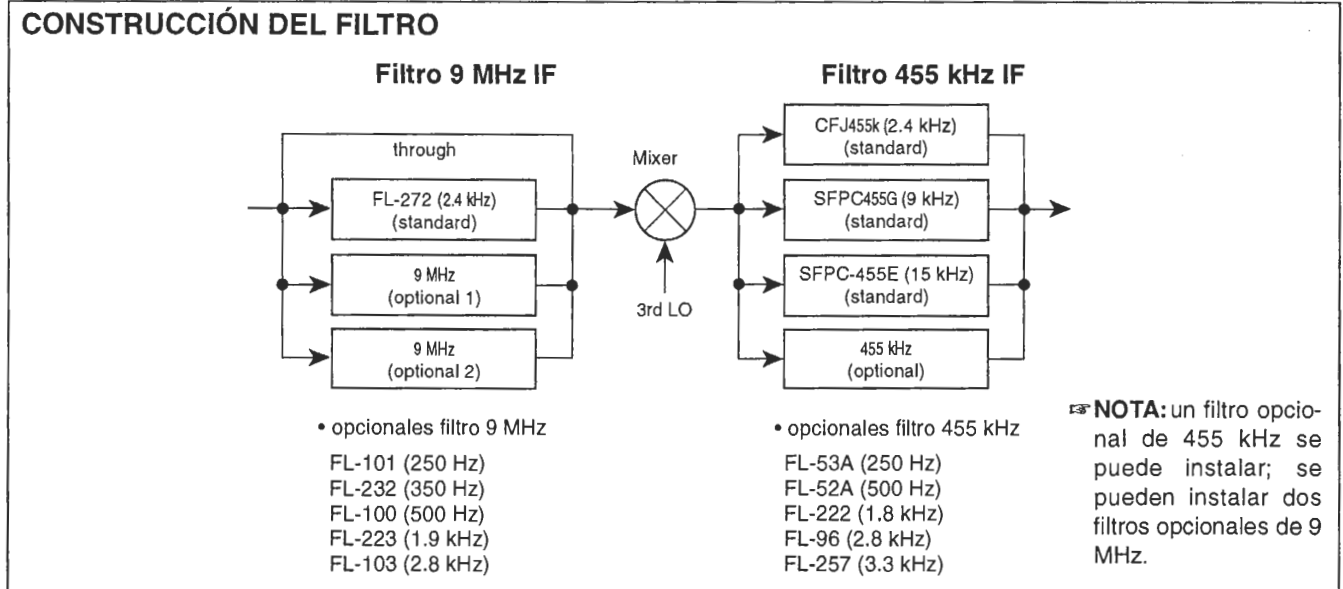 CONSTRUCCIÓN DEL FILTRO
Filtro 9 MHz IF
through
FL-272 (2.4 kHz)
(standard)
9 MHz
(optional 1)
9 MHz
(optional 2)
Mixer
3rd LO
Filtro 455 kHz IF
CFJ455k (2.4 kHz)
(standard)
SFPC455G (9 kHz)
(standard)
SFPC-455E (15 kHz)
(standard)
455 kHz
(optional)
• opcionales filtro 9 MHz
FL-101 (250 Hz)
FL-232 (350 Hz)
FL-100 (500 Hz)
FL-223 (1.9 kHz)
FL-103 (2.8 kHz)
• opcionales filtro 455 kHz
FL-53A (250 Hz)
FL-52A (500 Hz)
FL-222 (1.8 kHz)
FL-96 (2.8 kHz)
FL-257 (3.3 kHz)
☞ NOTA: un filtro opcio-
nal de 455 kHz se
puede instalar; se
pueden instalar dos
filtros opcionales de 9
MHz.